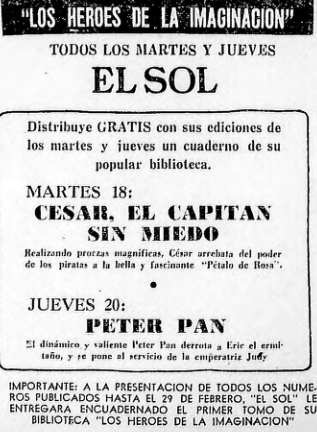 "LOS HEROES DE LA IMAGINACION"
TODOS LOS MARTES Y JUEVES
EL SOL
Distribuye GRATIS con sus ediciones de
los martes y jueves un cuaderno de su
popular biblioteca.
MARTES 18:
CESAR, EL CAPITAN
SIN MIEDO
Realizando proezas magníficas, César arrebata del poder
de los piratas a la bella y fascinante "Pétalo de Rosa".
JUEVES 20:
PETER PAN
El dinámico y valiente Peter Pan derrota a Eric el ermi-
taño, y se pone al servicio de la emperatriz Judy
IMPORTANTE: A LA PRESENTACION DE TODOS LOS NUME-
ROS PUBLICADOS HASTA EL 29 DE FEBRERO, "EL SOL" LE
ENTREGARA ENCUADERNADO EL PRIMER TOMO DE SU
BIBLIOTECA "LOS HEROES DE LA IMAGINACION"